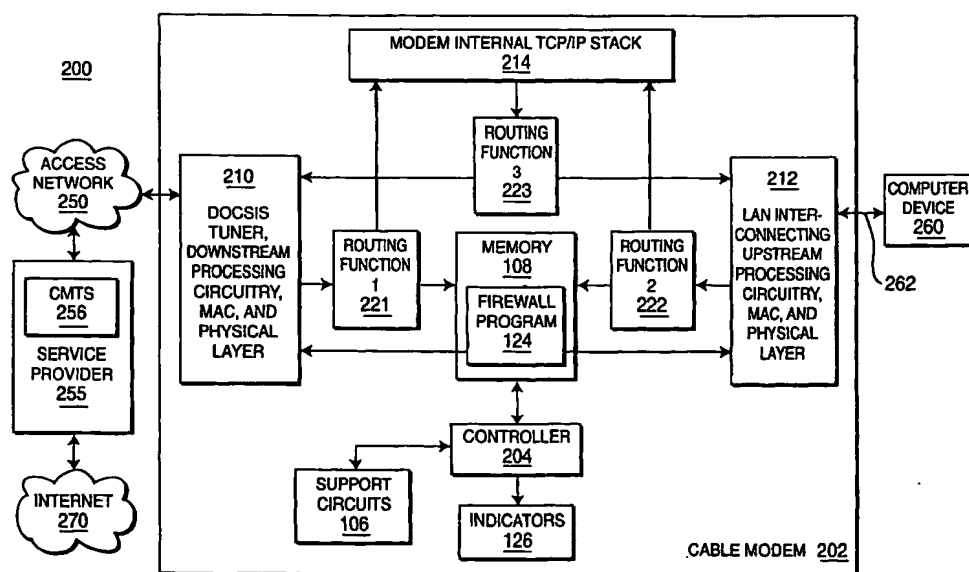 200
MODEM INTERNAL TCP/IP STACK
214
ROUTING
FUNCTION
3
223
ACCESS
NETWORK
250
210
DOCSIS
TUNER,
DOWNSTREAM
PROCESSING
CIRCUITRY,
MAC, AND
PHYSICAL
LAYER
212
LAN INTER-
CONNECTING
UPSTREAM
PROCESSING
CIRCUITRY,
MAC, AND
PHYSICAL
LAYER
COMPUTER
DEVICE
260
262
ROUTING
FUNCTION
1
221
MEMORY
108
FIREWALL
PROGRAM
124
ROUTING
FUNCTION
2
222
CMTS
256
SERVICE
PROVIDER
255
CONTROLLER
204
SUPPORT
CIRCUITS
106
INDICATORS
126
INTERNET
270
CABLE MODEM 202